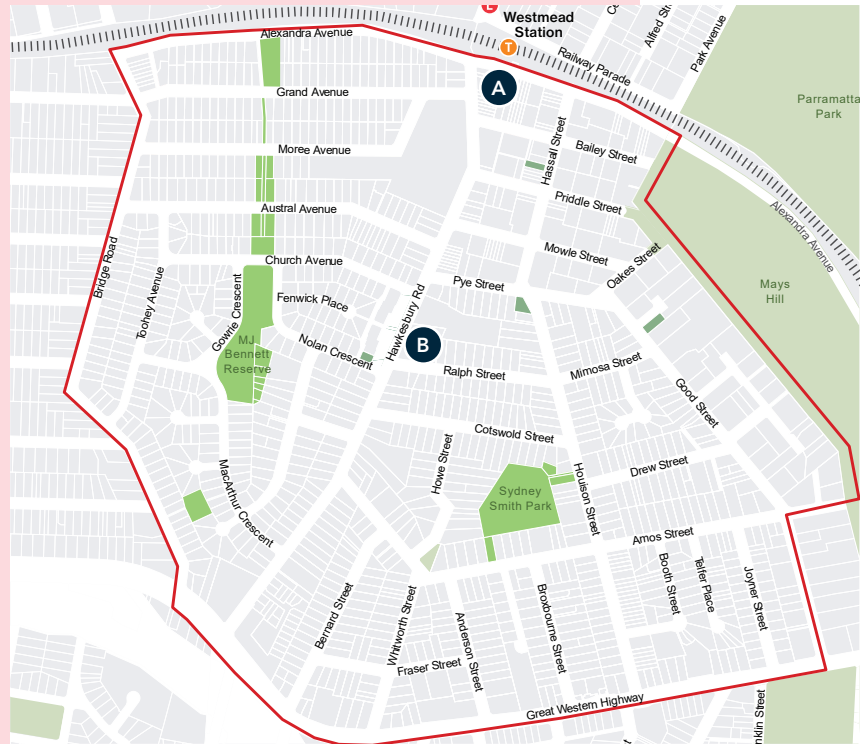 L
Westmead
Station
T
Alfred Str
Park Avenue
Railway Parade
Alexandra Avenue
A
Grand Avenue
Parramatta
Park
Hassall Street
Bailey Street
Moree Avenue
Priddle Street
Austral Avenue
Alexandra Avenue
Mowle Street
Oakes Street
Bridge Road
Church Avenue
Toohey Avenue
Pye Street
Mays
Hill
Gowrie Crescent
Fenwick Place
Hawkesbury Rd
B
MJ
Bennett
Reserve
Nolan Crescent
Ralph Street
Mimosa Street
Good Street
Cotswold Street
Howe Street
MacArthur Crescent
Drew Street
Houison Street
Sydney
Smith Park
Amos Street
Booth Street
Telfer Place
Joyner Street
Bernard Street
Whitworth Street
Anderson Street
Broxbourne Street
Fraser Street
Great Western Highway
nklin Street